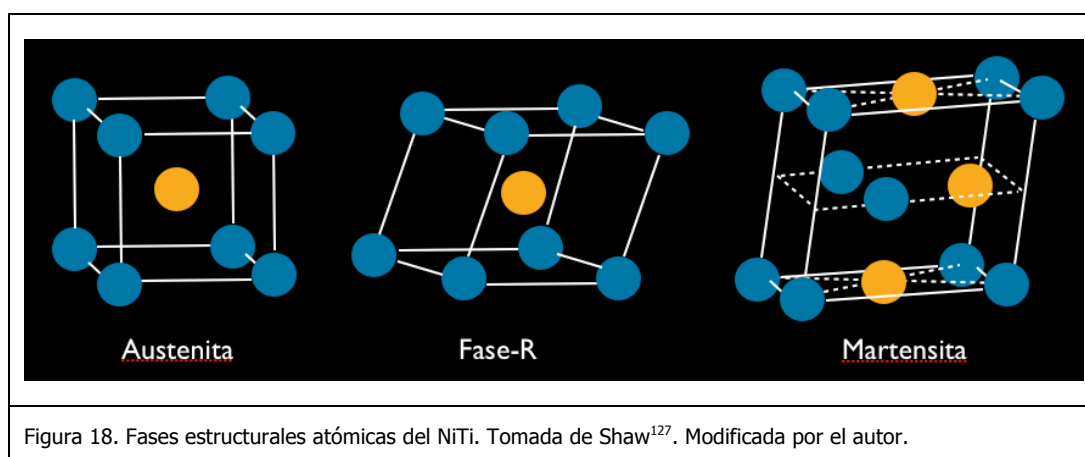 Austenita
Fase-R
Martensita
Figura 18. Fases estructurales atómicas del NiTi. Tomada de Shaw127. Modificada por el autor.